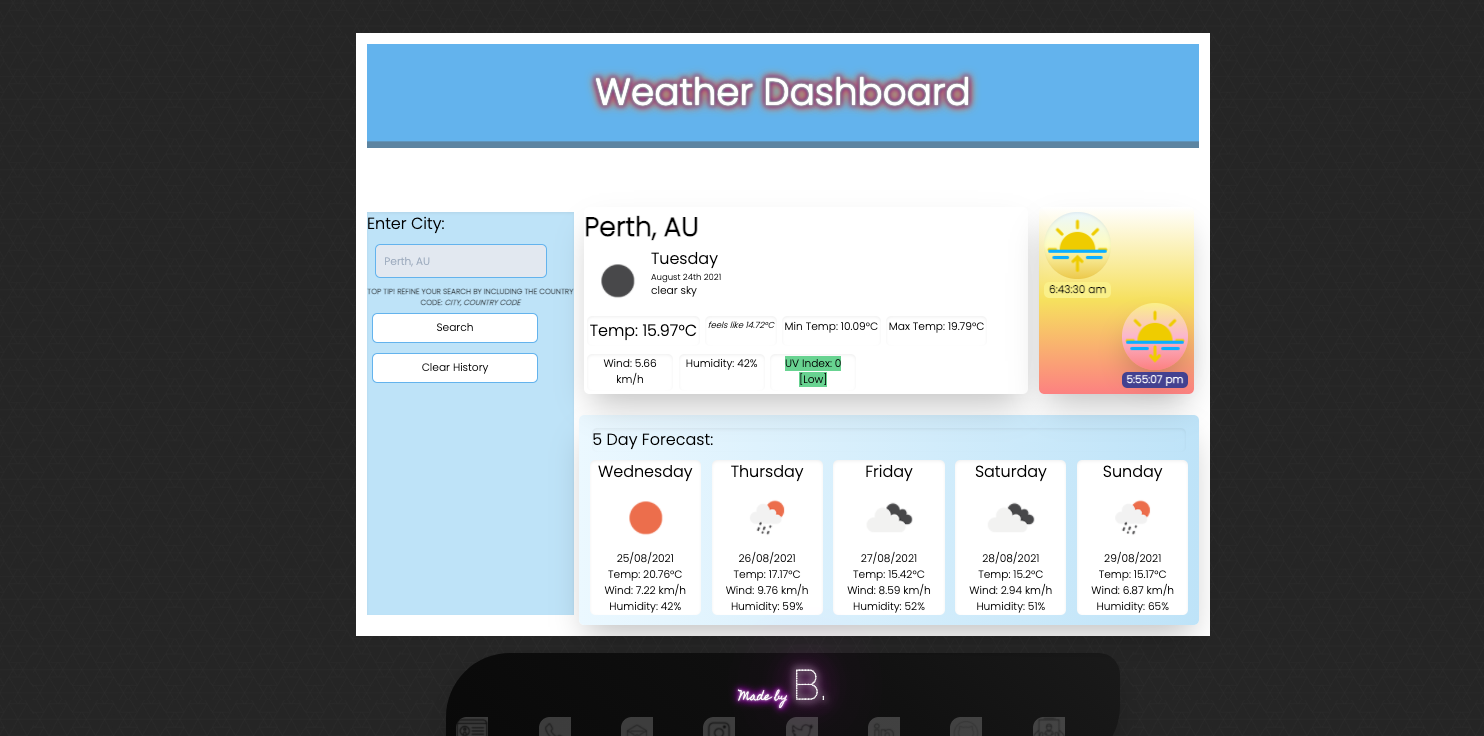 Weather Dashboard
Enter City:
Perth, AU
TOP TIP! REFINE YOUR SEARCH BY INCLUDING THE COUNTRY
CODE: CITY, COUNTRY CODE
Search
Clear History
Perth, AU
Tuesday
August 24th 2021
clear sky
Temp: 15.97°C
feels like 14.72°C
Min Temp: 10.09°C
Max Temp: 19.79°C
Wind: 5.66
km/h
Humidity: 42%
UV Index: 0
[Low]
6:43:30 am
5:55:07 pm
5 Day Forecast:
Wednesday
25/08/2021
Temp: 20.76°C
Wind: 7.22 km/h
Humidity: 42%
Thursday
26/08/2021
Temp: 17.17°C
Wind: 9.76 km/h
Humidity: 59%
Friday
27/08/2021
Temp: 15.42°C
Wind: 8.59 km/h
Humidity: 52%
Saturday
28/08/2021
Temp: 15.2°C
Wind: 2.94 km/h
Humidity: 51%
Sunday
29/08/2021
Temp: 15.17°C
Wind: 6.87 km/h
Humidity: 65%
Made by B.